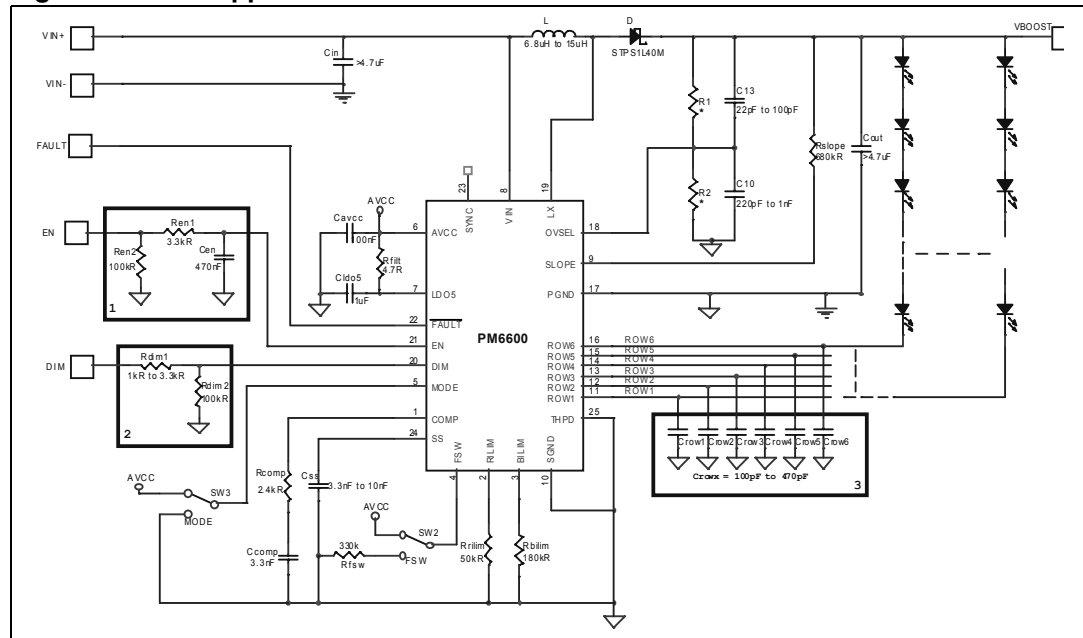 VIN+
L
6.8uH to 15uH
D
STPS1L40M
VBOOST
Cin
>4.7uF
VIN-
R1
*
C13
22pF to 100pF
FAULT
Rslope
680kR
Cout
>4.7uF
R2
*
C10
220pF to 1nF
AVCC
23
SYNC
8
VIN
19
LX
Cavcc
100nF
6
AVCC
OVSEL
18
EN
Ren1
3.3kR
Ren2
100kR
Cen
470nF
1
Rfilt
4.7R
SLOPE
9
Cldo5
1uF
7
LDO5
PGND
17
22
FAULT
PM6600
21
EN
ROW6
16
ROW6
ROW5
15
ROW5
DIM
Rdim1
1kR to 3.3kR
Rdim2
100kR
2
20
DIM
ROW4
14
ROW4
ROW3
13
ROW3
5
MODE
ROW2
12
ROW2
ROW1
11
ROW1
1
COMP
THPD
25
24
SS
FSW
RILIM
BILIM
SGND
4
2
3
10
Crow1
Crow2
Crow3
Crow4
Crow5
Crow6
Crowx = 100pF to 470pF
3
AVCC
SW3
MODE
Rcomp
2.4kR
Css
3.3nF to 10nF
AVCC
SW2
FSW
Ccomp
3.3nF
330k
Rfsw
Rrilim
50kR
Rbilim
180kR